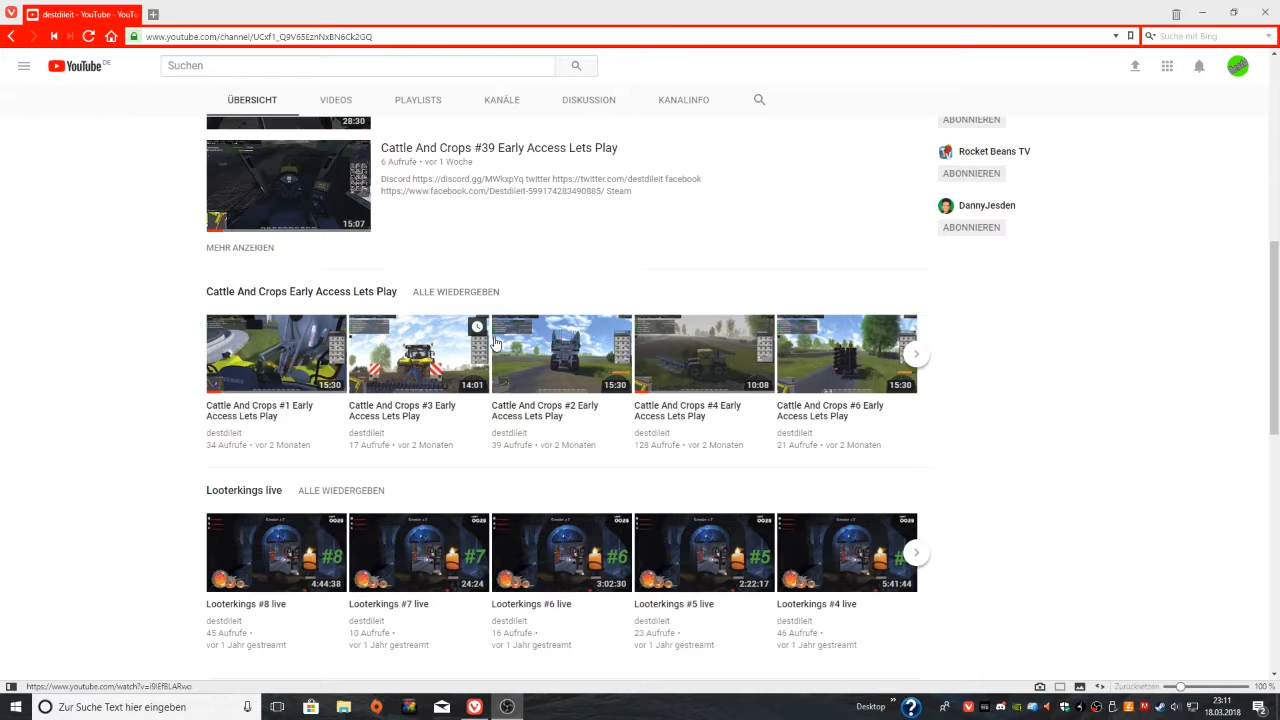 destdileit - YouTube - YouTu
www.youtube.com/channel/UCxf1_Q9V65EznNxBN6Ck2GQ
Suche mit Bing
YouTube DE
Suchen
ÜBERSICHT VIDEOS PLAYLISTS KANÄLE DISKUSSION KANALINFO
28:30
ABONNIEREN
Cattle And Crops #39 Early Access Lets Play
6 Aufrufe • vor 1 Woche
Discord https://discord.gg/MWkxpYq twitter https://twitter.com/destdileit facebook
https://www.facebook.com/Destdileit-599174283490885/ Steam
15:07
Rocket Beans TV
ABONNIEREN
DannyJesden
ABONNIEREN
MEHR ANZEIGEN
Cattle And Crops Early Access Lets Play ALLE WIEDERGEBEN
15:30 14:01 15:30 10:08 15:30
Cattle And Crops #1 Early
Access Lets Play
destdileit
34 Aufrufe • vor 2 Monaten
Cattle And Crops #3 Early
Access Lets Play
destdileit
17 Aufrufe • vor 2 Monaten
Cattle And Crops #2 Early
Access Lets Play
destdileit
39 Aufrufe • vor 2 Monaten
Cattle And Crops #4 Early
Access Lets Play
destdileit
128 Aufrufe • vor 2 Monaten
Cattle And Crops #6 Early
Access Lets Play
destdileit
21 Aufrufe • vor 2 Monaten
Looterkings live ALLE WIEDERGEBEN
#8 #7 #6 #5 #
4:44:38 24:24 3:02:30 2:22:17 5:41:44
Looterkings #8 live
destdileit
45 Aufrufe •
vor 1 Jahr gestreamt
Looterkings #7 live
destdileit
10 Aufrufe •
vor 1 Jahr gestreamt
Looterkings #6 live
destdileit
16 Aufrufe •
vor 1 Jahr gestreamt
Looterkings #5 live
destdileit
23 Aufrufe •
vor 1 Jahr gestreamt
Looterkings #4 live
destdileit
46 Aufrufe •
vor 1 Jahr gestreamt
Zurücksetzen 100 %
Zur Suche Text hier eingeben
Desktop
23:11
18.03.2018
2